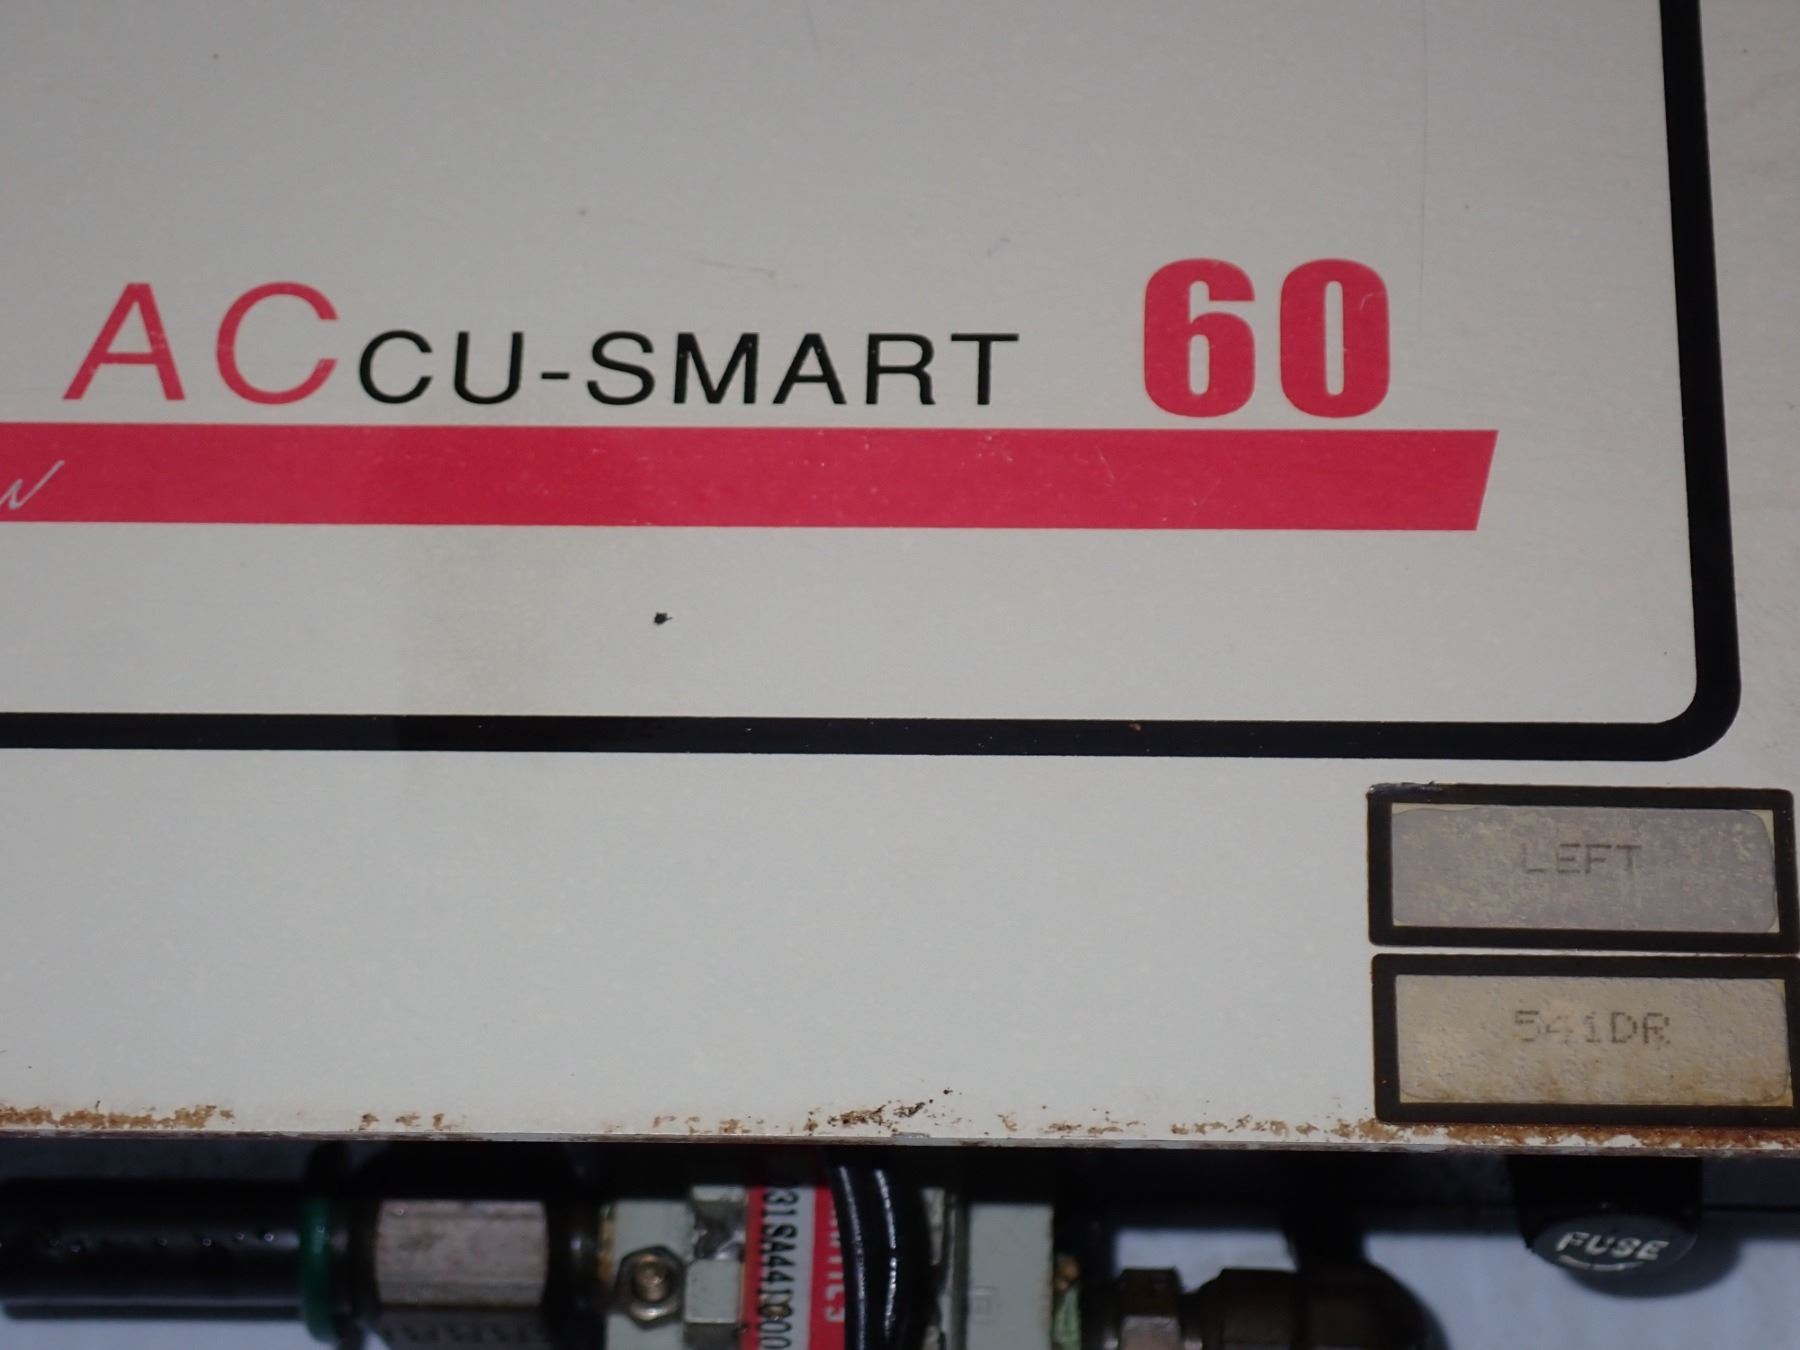 ACCU-SMART 60
LEFT
541DR
FUSE